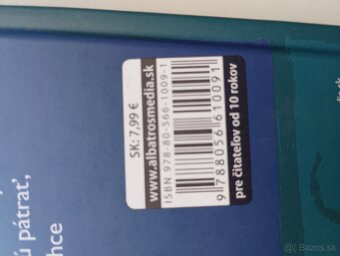 SK: 7,99 €
www.albatrosmedia.sk
ISBN 978-80-566-1009-1
9 788056 610091
pre čitateľov od 10 rokov
ú pátrať,
hce
Bazos.sk